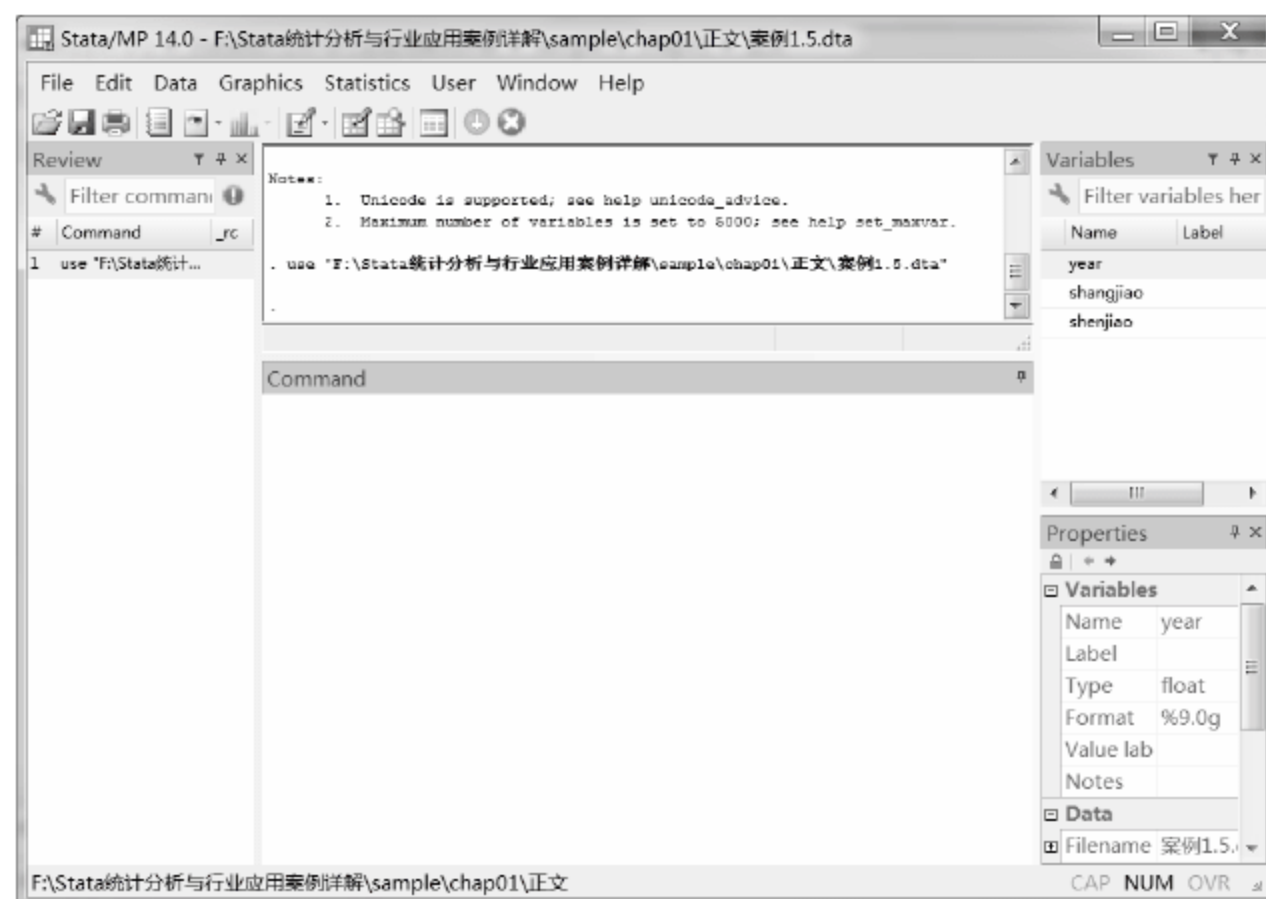 Stata/MP 14.0 - F:\Stata统计分析与行业应用案例详解\sample\chap01\正文\案例1.5.dta
File Edit Data Graphics Statistics User Window Help
Review
Filter comman
# Command _rc
1 use "F:\Stata统计...
Notes:
1. Unicode is supported; see help unicode_advice.
2. Maximum number of variables is set to 5000; see help set_maxvar.
. use "F:\Stata统计分析与行业应用案例详解\sample\chap01\正文\案例1.5.dta"
.
Command
Variables
Filter variables her
Name Label
year
shangjiao
shenjiao
Properties
Variables
Name year
Label
Type float
Format %9.0g
Value lab
Notes
Data
Filename 案例1.5.
F:\Stata统计分析与行业应用案例详解\sample\chap01\正文
CAP NUM OVR